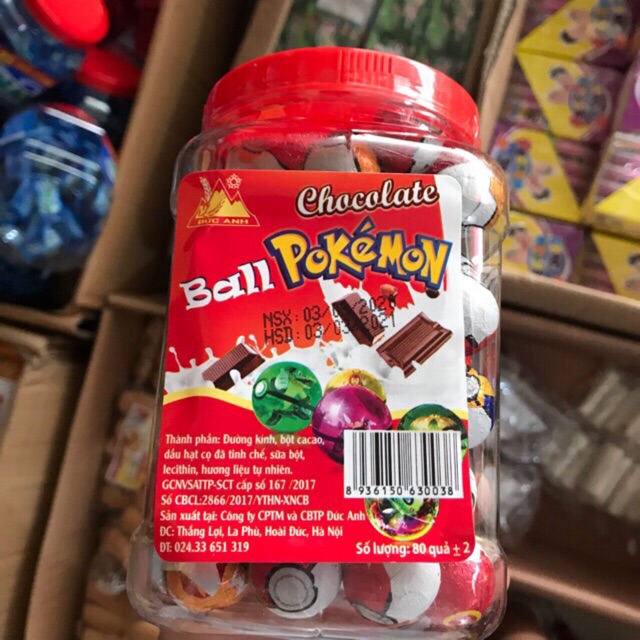 ĐỨC ANH
Chocolate
Ball POKéMON
NSX: 03/03/2020
HSD: 03/03/2021
Thành phần: Đường kính, bột cacao,
dầu hạt cọ đã tinh chế, sữa bột,
lecithin, hương liệu tự nhiên.
GCNVSATTP-SCT cấp số 167 /2017
Số CBCL:2866/2017/YTHN-XNCB
Sản xuất tại: Công ty CPTM và CBTP Đức Anh
ĐC: Thắng Lợi, La Phù, Hoài Đức, Hà Nội
ĐT: 024.33 651 319
8 936150 630038
Số lượng: 80 quả ± 2